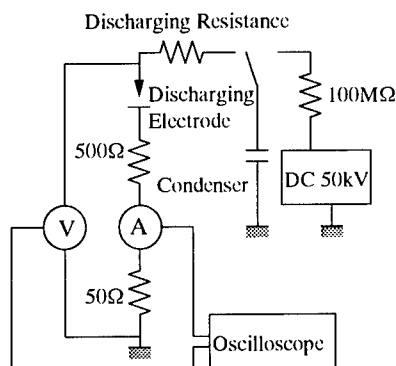 Discharging Resistance
Discharging
Electrode
100MΩ
500Ω
Condenser
DC 50kV
V
A
50Ω
Oscilloscope